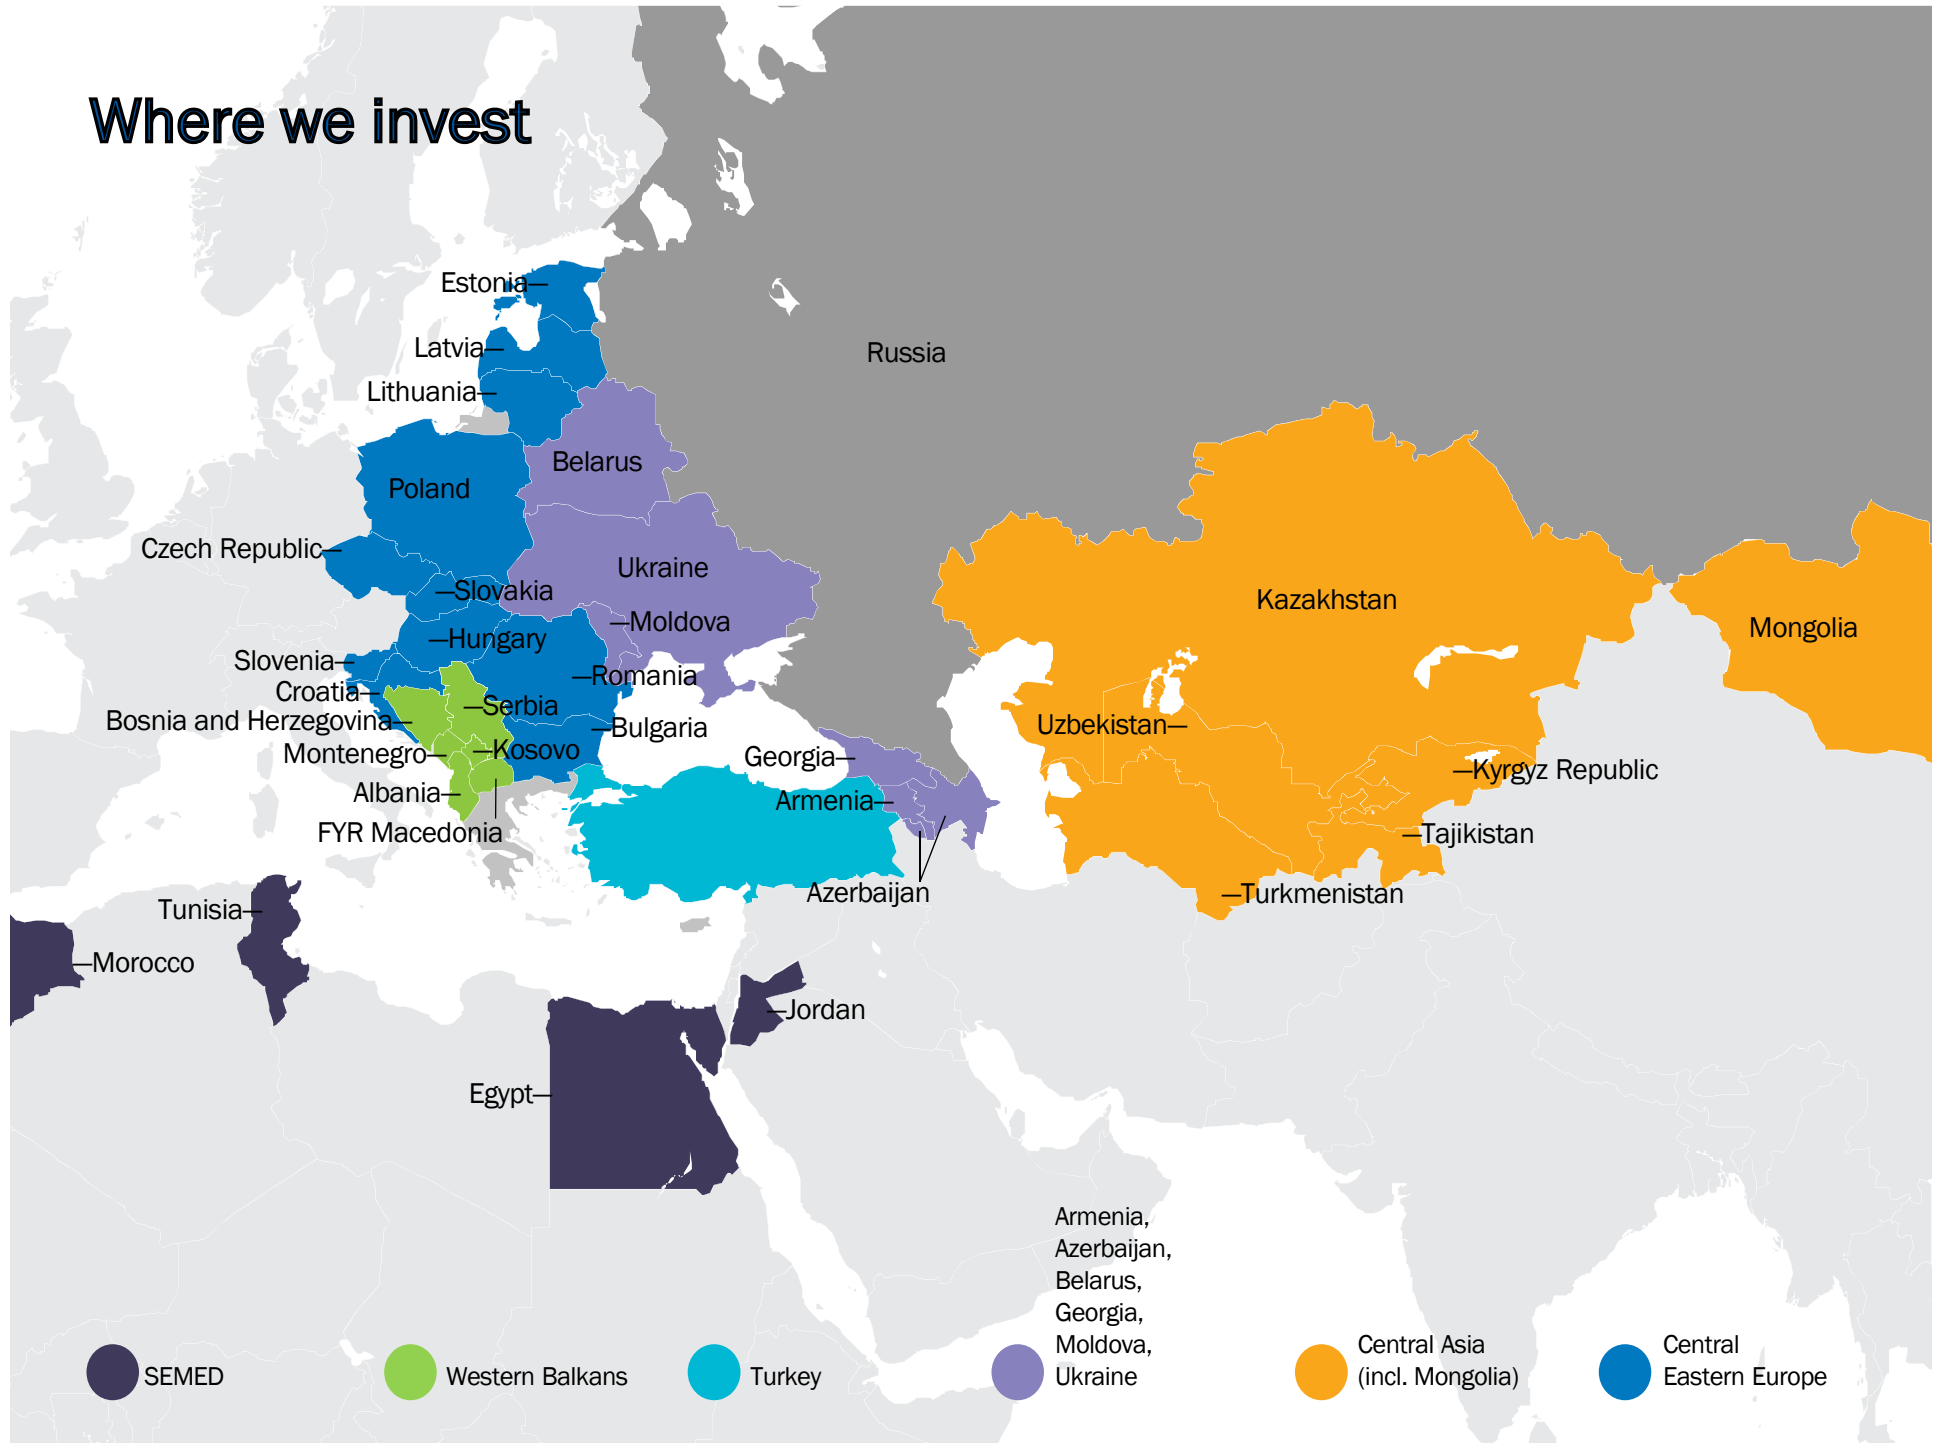 Where we invest
Estonia
Latvia
Russia
Lithuania
Belarus
Poland
Czech Republic
Ukraine
Slovakia
Kazakhstan
Moldova
Mongolia
Hungary
Slovenia
Romania
Croatia
Serbia
Bosnia and Herzegovina
Bulgaria
Uzbekistan
Kosovo
Montenegro
Georgia
Kyrgyz Republic
Albania
Armenia
FYR Macedonia
Tajikistan
Azerbaijan
Turkmenistan
Tunisia
Morocco
Jordan
Egypt
SEMED
Western Balkans
Turkey
Armenia,
Azerbaijan,
Belarus,
Georgia,
Moldova,
Ukraine
Central Asia
(incl. Mongolia)
Central
Eastern Europe